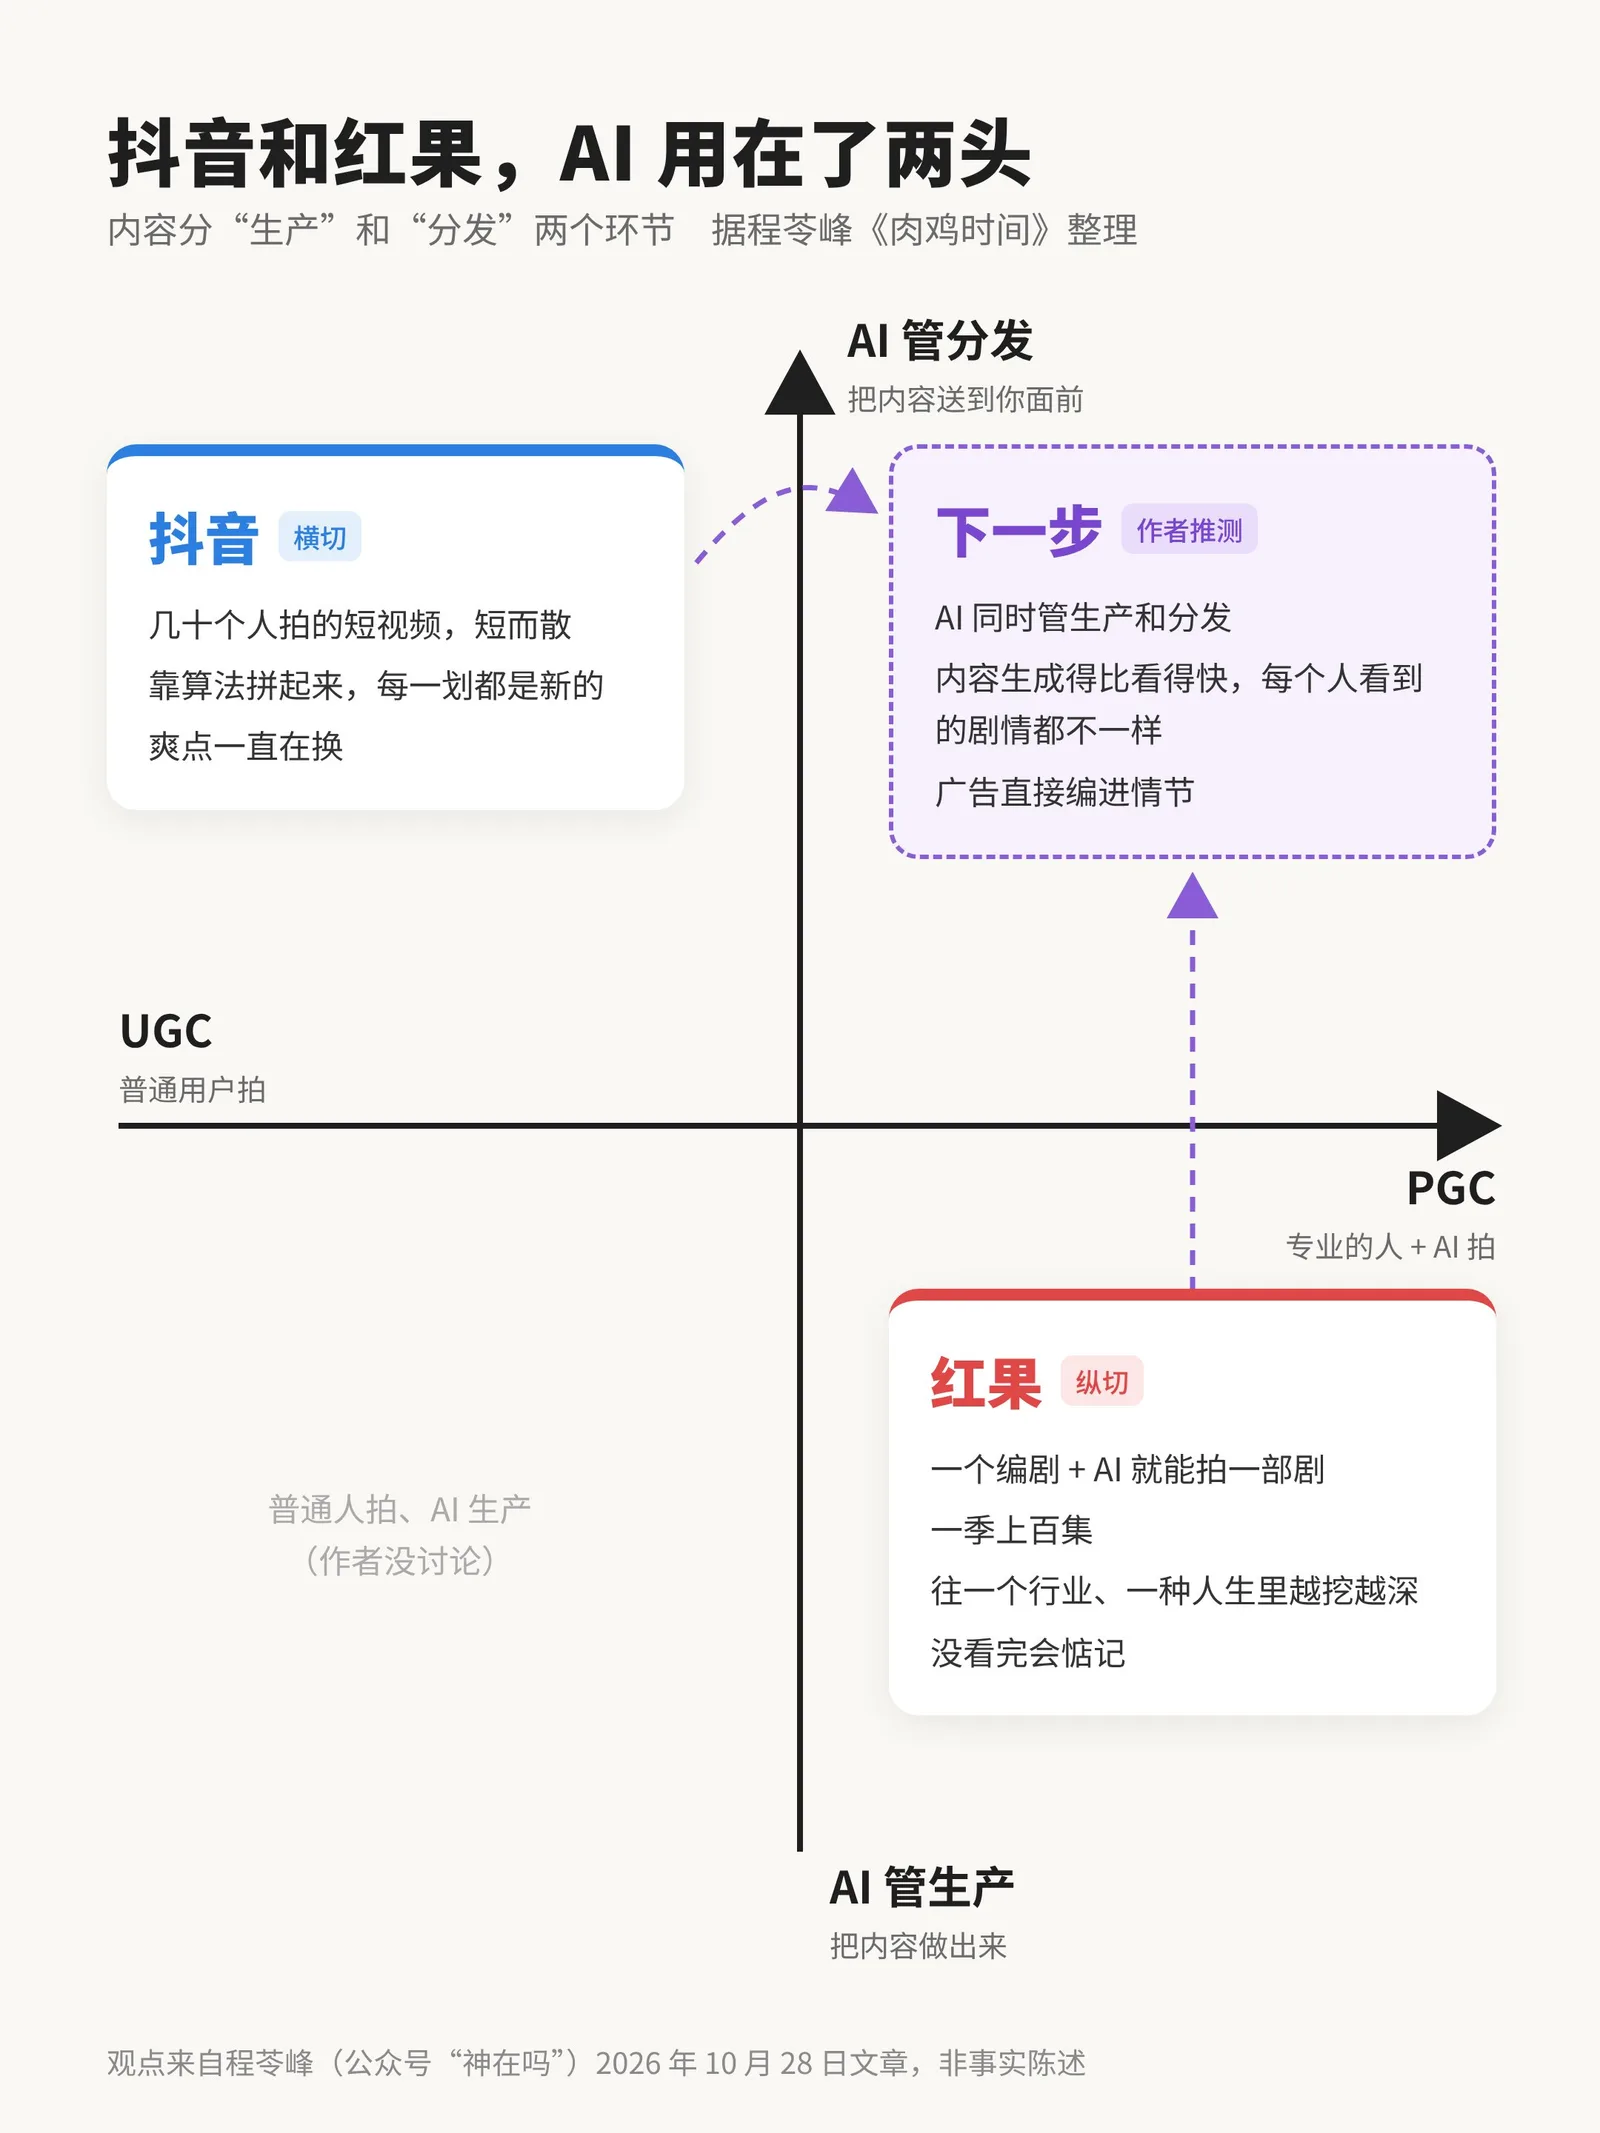 抖音和红果，AI 用在了两头
内容分“生产”和“分发”两个环节　据程苓峰《肉鸡时间》整理
AI 管分发
把内容送到你面前
抖音 横切
几十个人拍的短视频，短而散
靠算法拼起来，每一划都是新的
爽点一直在换
下一步 作者推测
AI 同时管生产和分发
内容生成得比看得快，每个人看到
的剧情都不一样
广告直接编进情节
UGC
普通用户拍
PGC
专业的人 + AI 拍
红果 纵切
一个编剧 + AI 就能拍一部剧
一季上百集
往一个行业、一种人生里越挖越深
没看完会惦记
普通人拍、AI 生产
（作者没讨论）
AI 管生产
把内容做出来
观点来自程苓峰（公众号“神在吗”）2026 年 10 月 28 日文章，非事实陈述